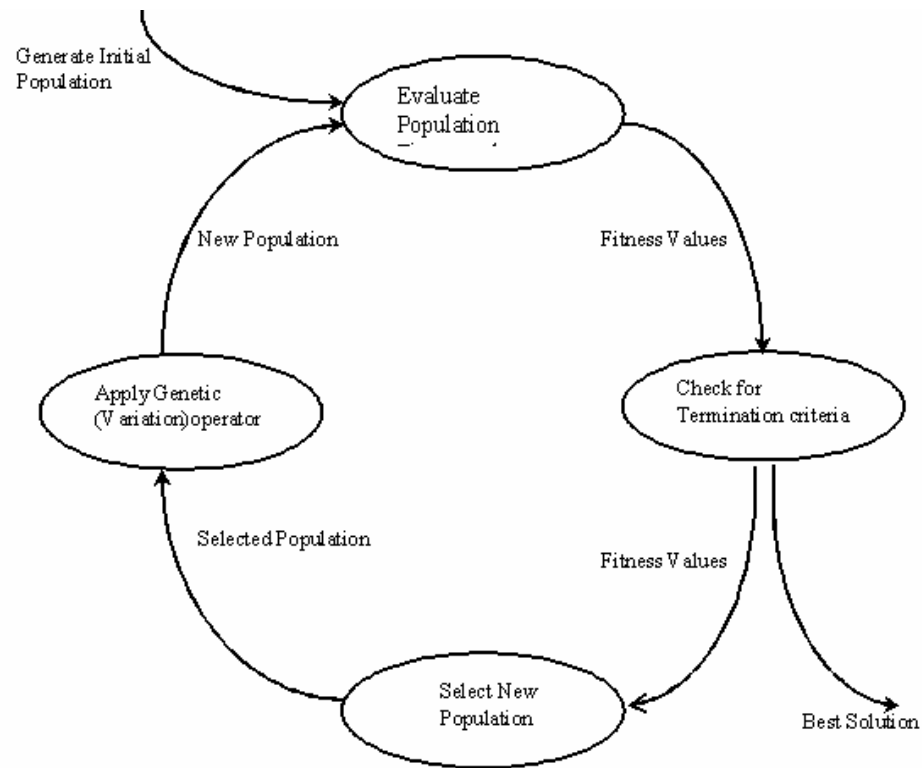 Generate Initial
Population
Evaluate
Population
New Population
Fitness Values
Apply Genetic
(Variation)operator
Check for
Termination criteria
Selected Population
Fitness Values
Select New
Population
Best Solution